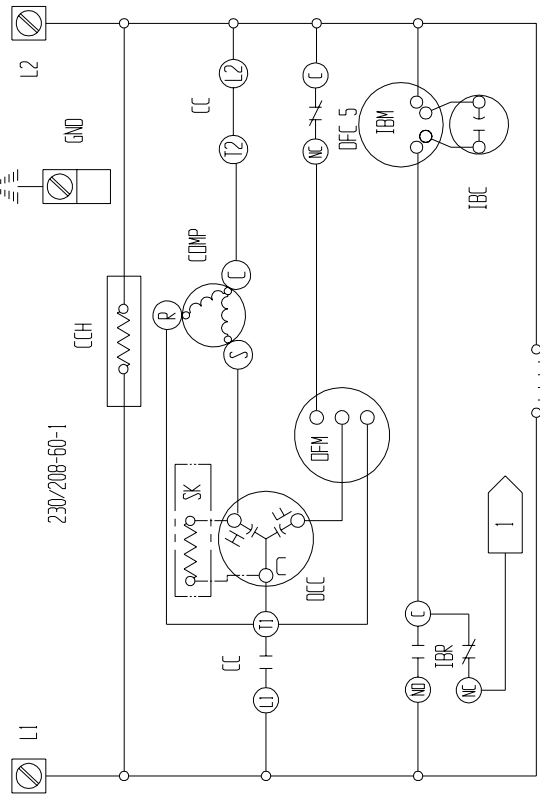 L1
L2
230/208-60-1
GND
CCH
R
COMP
SK
CC
H
S
C
T2
L2
CC
L1
T1
C
F
DCC
DFM
NC
C
DFC 5
IBM
NO
C
IBR
NC
IBC
1